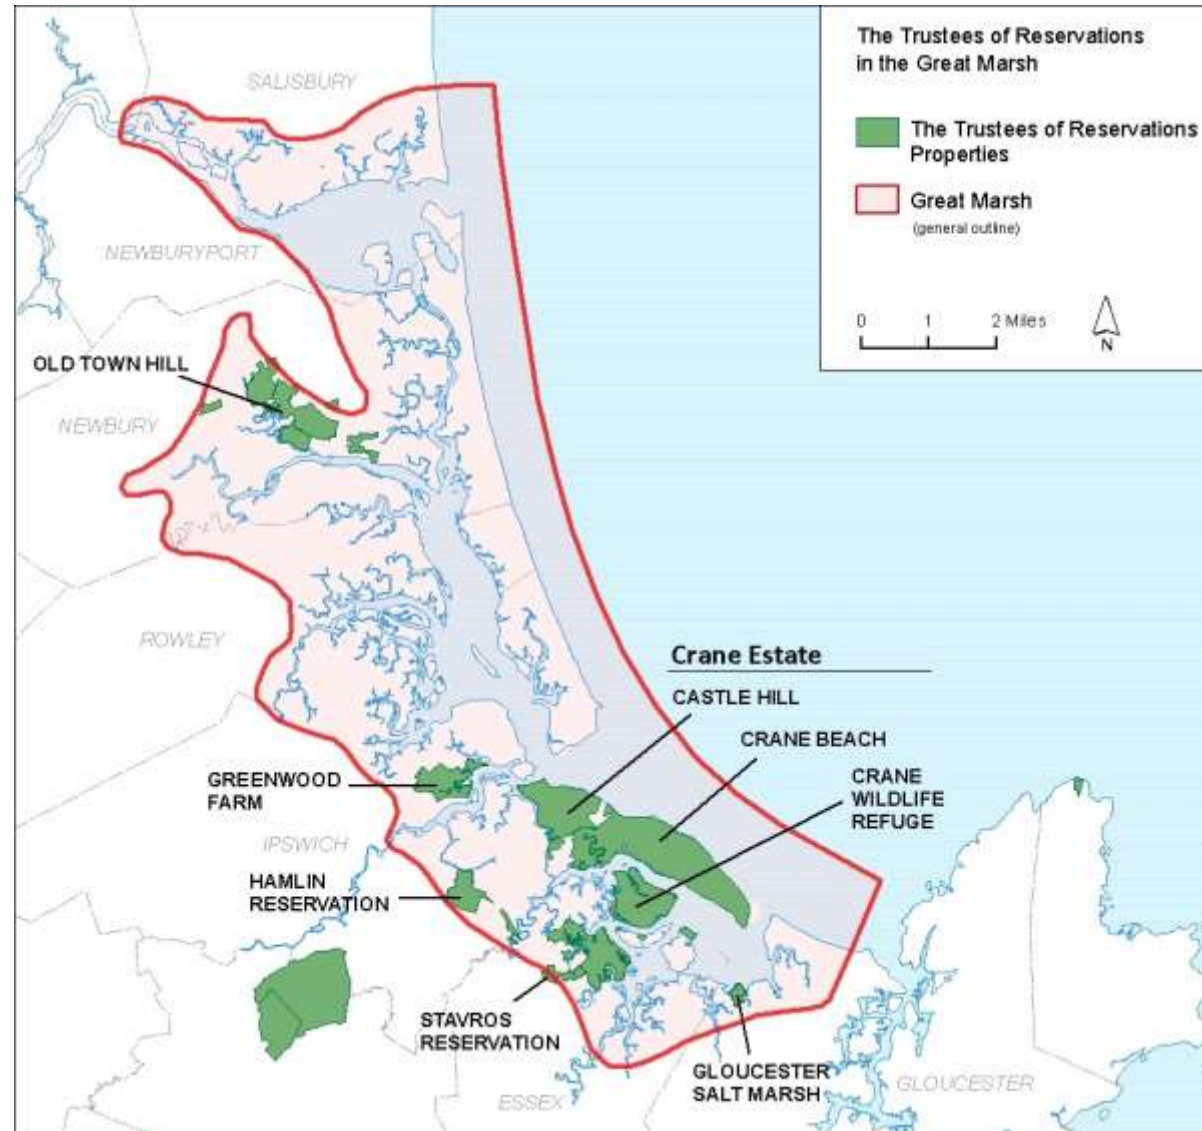 The Trustees of Reservations
in the Great Marsh
The Trustees of Reservations
Properties
Great Marsh
(general outline)
0 1 2 Miles
N
SALISBURY
NEWBURYPORT
OLD TOWN HILL
NEWBURY
ROWLEY
Crane Estate
CASTLE HILL
CRANE BEACH
CRANE
WILDLIFE
REFUGE
GREENWOOD
FARM
IPSWICH
HAMLIN
RESERVATION
STAVROS
RESERVATION
GLOUCESTER
SALT MARSH
ESSEX
GLOUCESTER